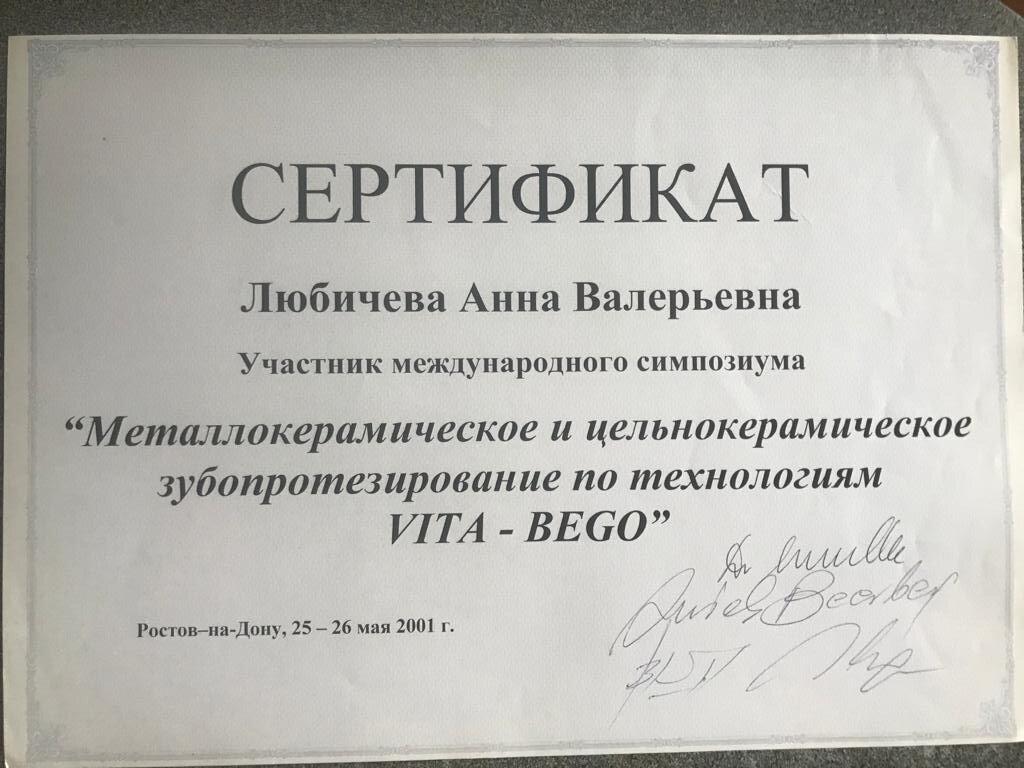 СЕРТИФИКАТ
Любичева Анна Валерьевна
Участник международного симпозиума
“Металлокерамическое и цельнокерамическое
зубопротезирование по технологиям
VITA - BEGO”
Ростов–на-Дону, 25 – 26 мая 2001 г.